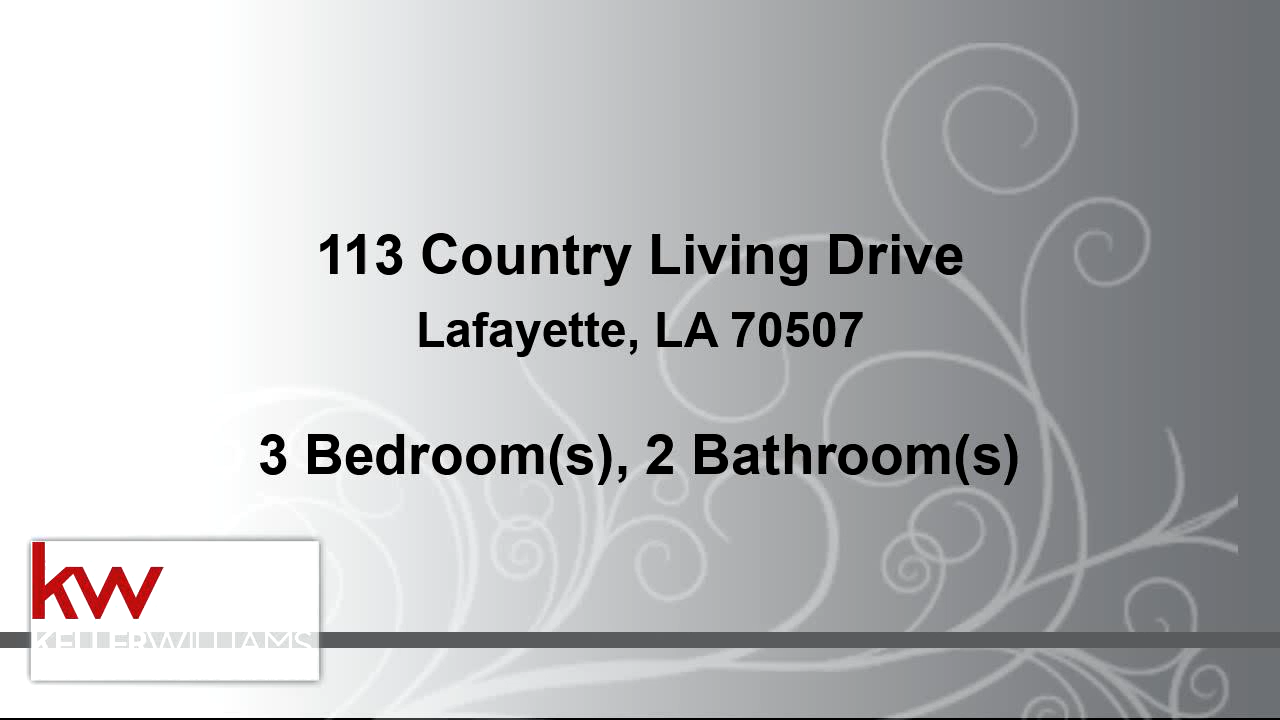 113 Country Living Drive
Lafayette, LA 70507
3 Bedroom(s), 2 Bathroom(s)
kw
KELLERWILLIAMS